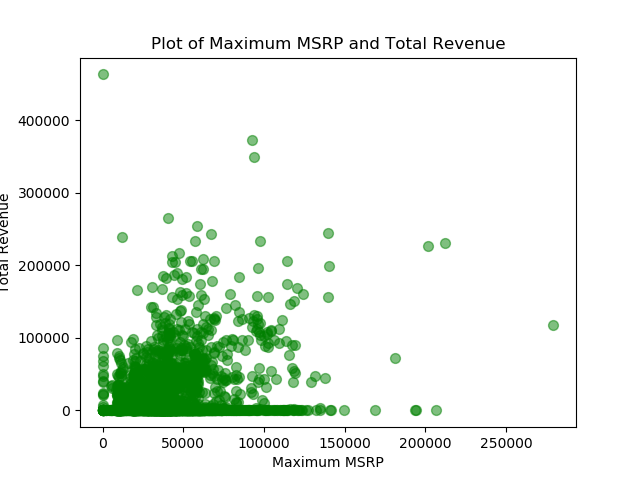 Plot of Maximum MSRP and Total Revenue
Total Revenue
400000
300000
200000
100000
0
0 50000 100000 150000 200000 250000
Maximum MSRP